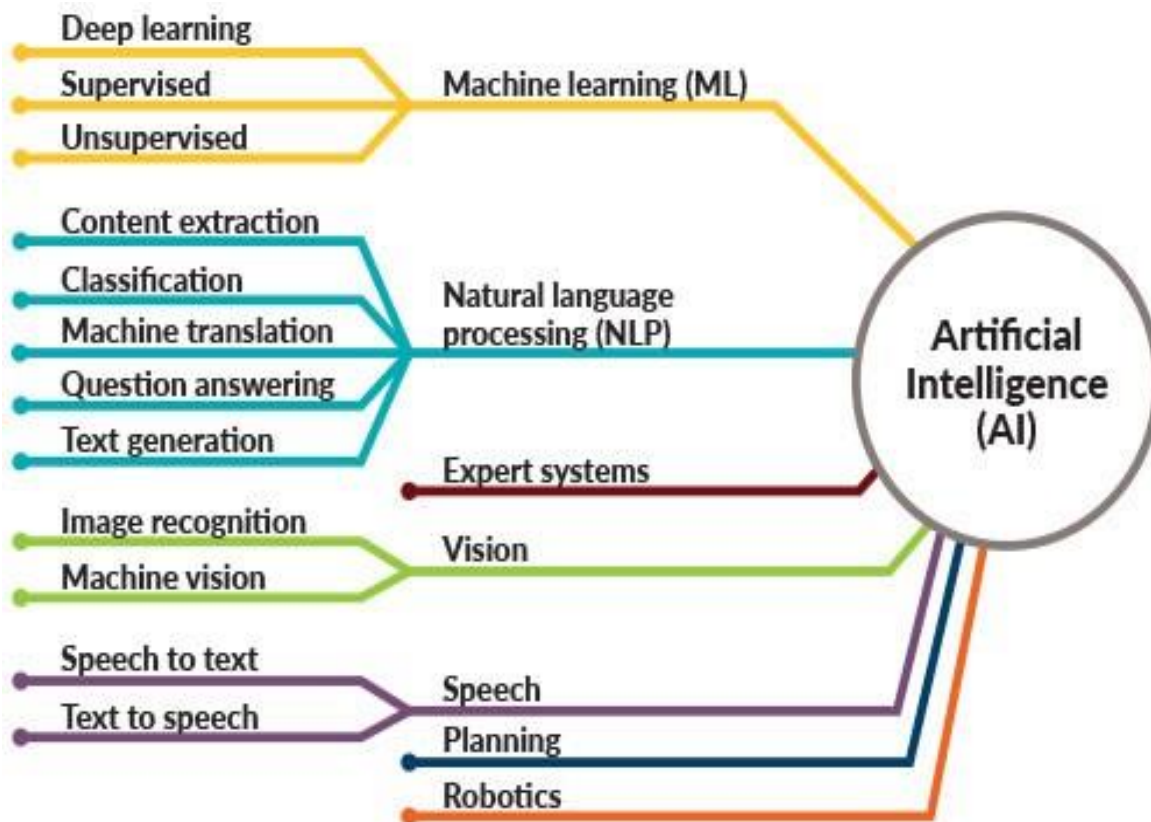 Deep learning
Supervised
Unsupervised
Machine learning (ML)
Content extraction
Classification
Machine translation
Question answering
Text generation
Natural language
processing (NLP)
Expert systems
Image recognition
Machine vision
Vision
Speech to text
Text to speech
Speech
Planning
Robotics
Artificial
Intelligence
(AI)